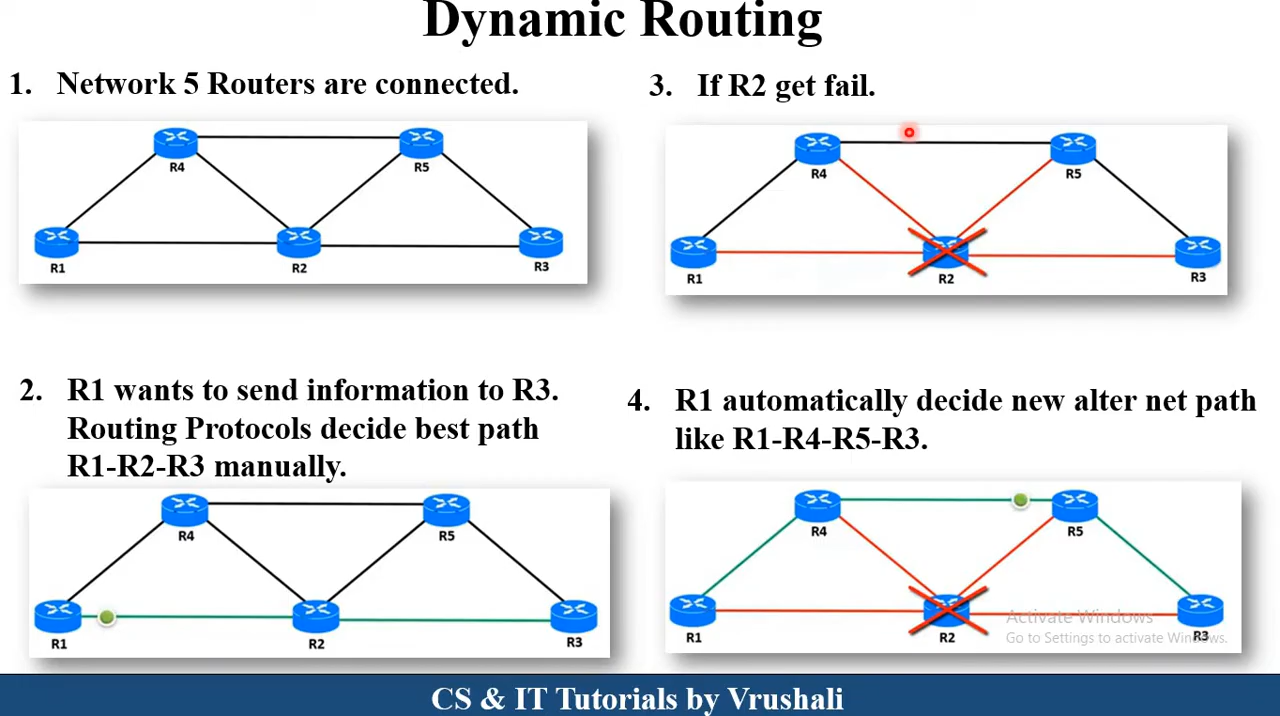 Dynamic Routing
1. Network 5 Routers are connected.
R4
R5
R1
R2
R3
2. R1 wants to send information to R3.
Routing Protocols decide best path
R1-R2-R3 manually.
R4
R5
R1
R2
R3
3. If R2 get fail.
R4
R5
R1
R2
R3
4. R1 automatically decide new alter net path
like R1-R4-R5-R3.
R4
R5
R1
R2
R3
Activate Windows
Go to Settings to activate Windows.
CS & IT Tutorials by Vrushali